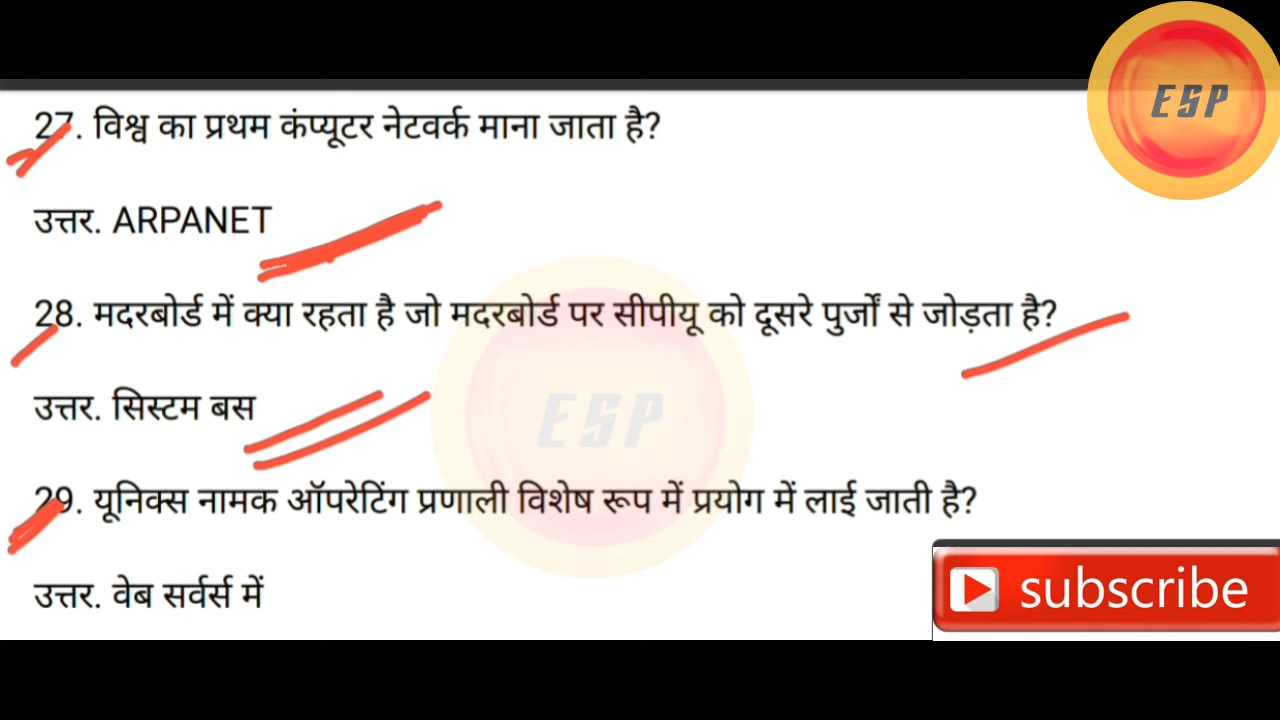 ESP
27. विश्व का प्रथम कंप्यूटर नेटवर्क माना जाता है?
उत्तर. ARPANET
28. मदरबोर्ड में क्या रहता है जो मदरबोर्ड पर सीपीयू को दूसरे पुर्जों से जोड़ता है?
उत्तर. सिस्टम बस
ESP
29. यूनिक्स नामक ऑपरेटिंग प्रणाली विशेष रूप में प्रयोग में लाई जाती है?
उत्तर. वेब सर्वर्स में
subscribe